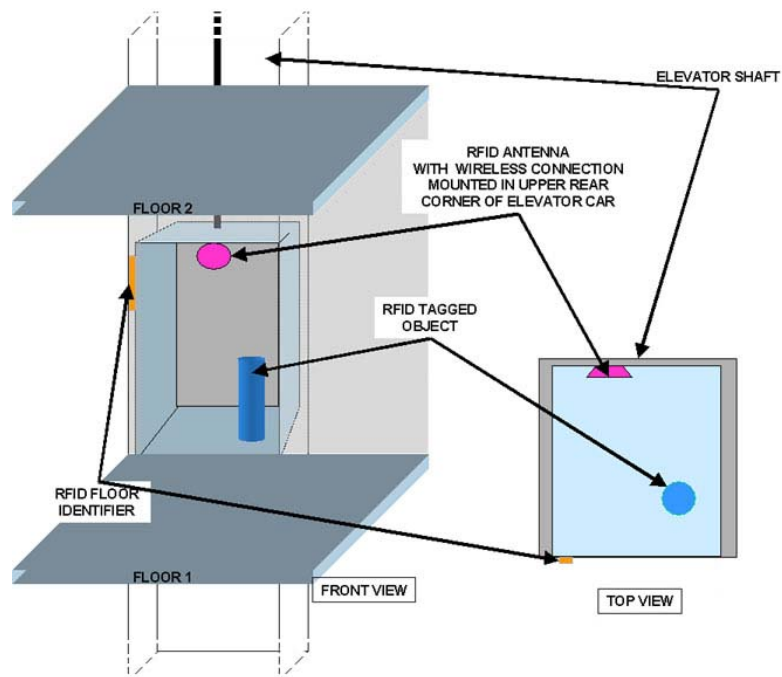 ELEVATOR SHAFT
RFID ANTENNA
WITH WIRELESS CONNECTION
MOUNTED IN UPPER REAR
CORNER OF ELEVATOR CAR
FLOOR 2
RFID TAGGED
OBJECT
RFID FLOOR
IDENTIFIER
FLOOR 1
FRONT VIEW
TOP VIEW